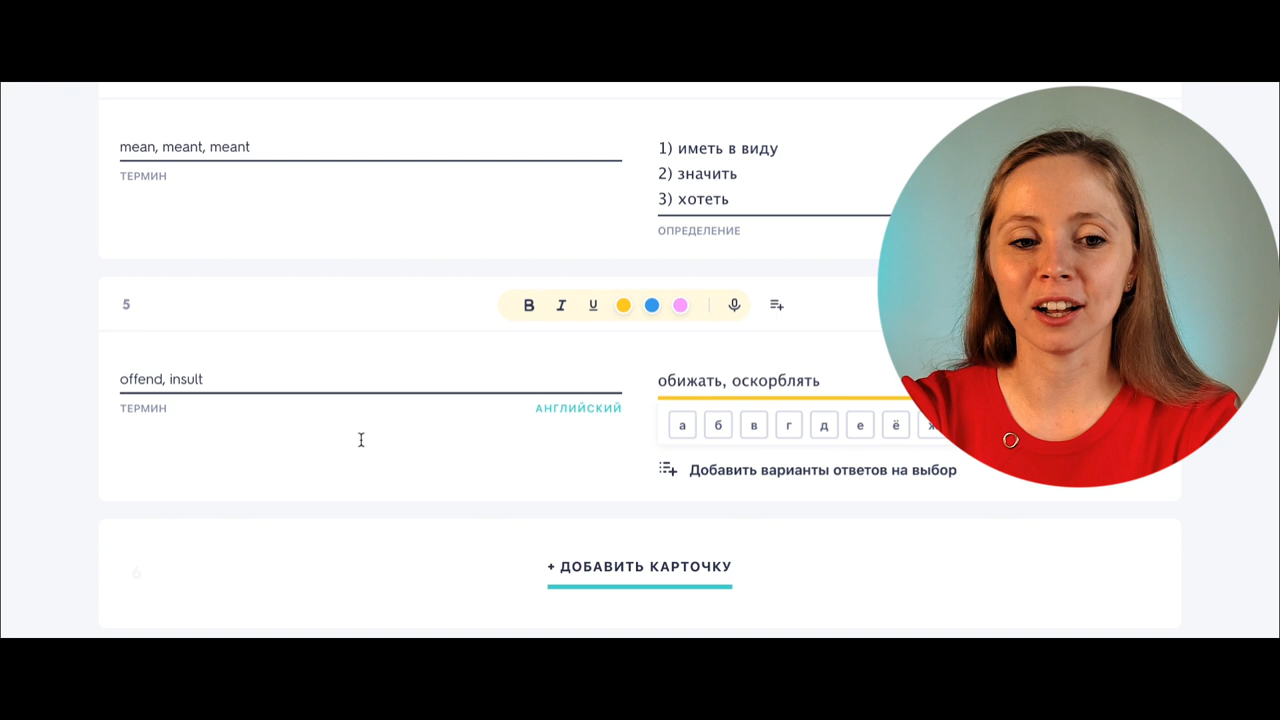 mean, meant, meant
ТЕРМИН
1) иметь в виду
2) значить
3) хотеть
ОПРЕДЕЛЕНИЕ
5
B I U
offend, insult
ТЕРМИН
АНГЛИЙСКИЙ
обижать, оскорблять
а б в г д е ё
Добавить варианты ответов на выбор
6
+ ДОБАВИТЬ КАРТОЧКУ